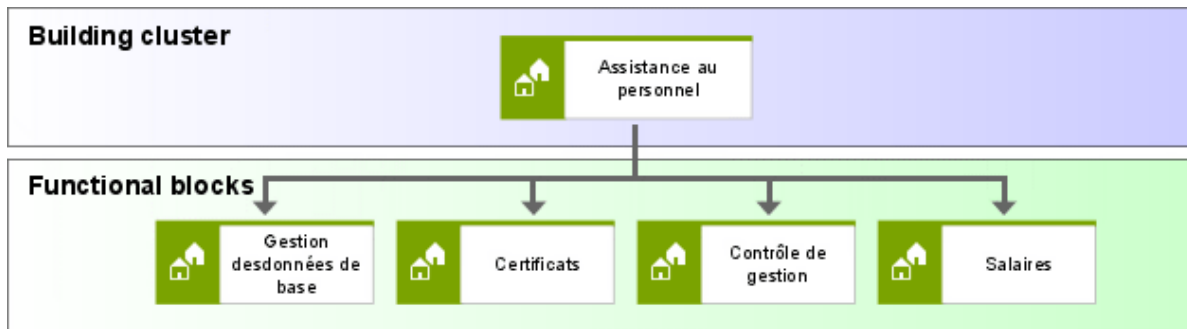 Building cluster
Assistance au
personnel
Functional blocks
Gestion
desdonnées de
base
Certificats
Contrôle de
gestion
Salaires